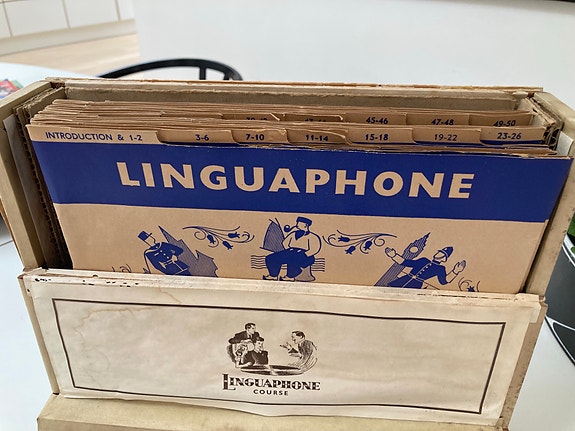 45-46
47-48
49-50
INTRODUCTION & 1-2
3-6
7-10
11-14
15-18
19-22
23-26
LINGUAPHONE
LINGUAPHONE
COURSE